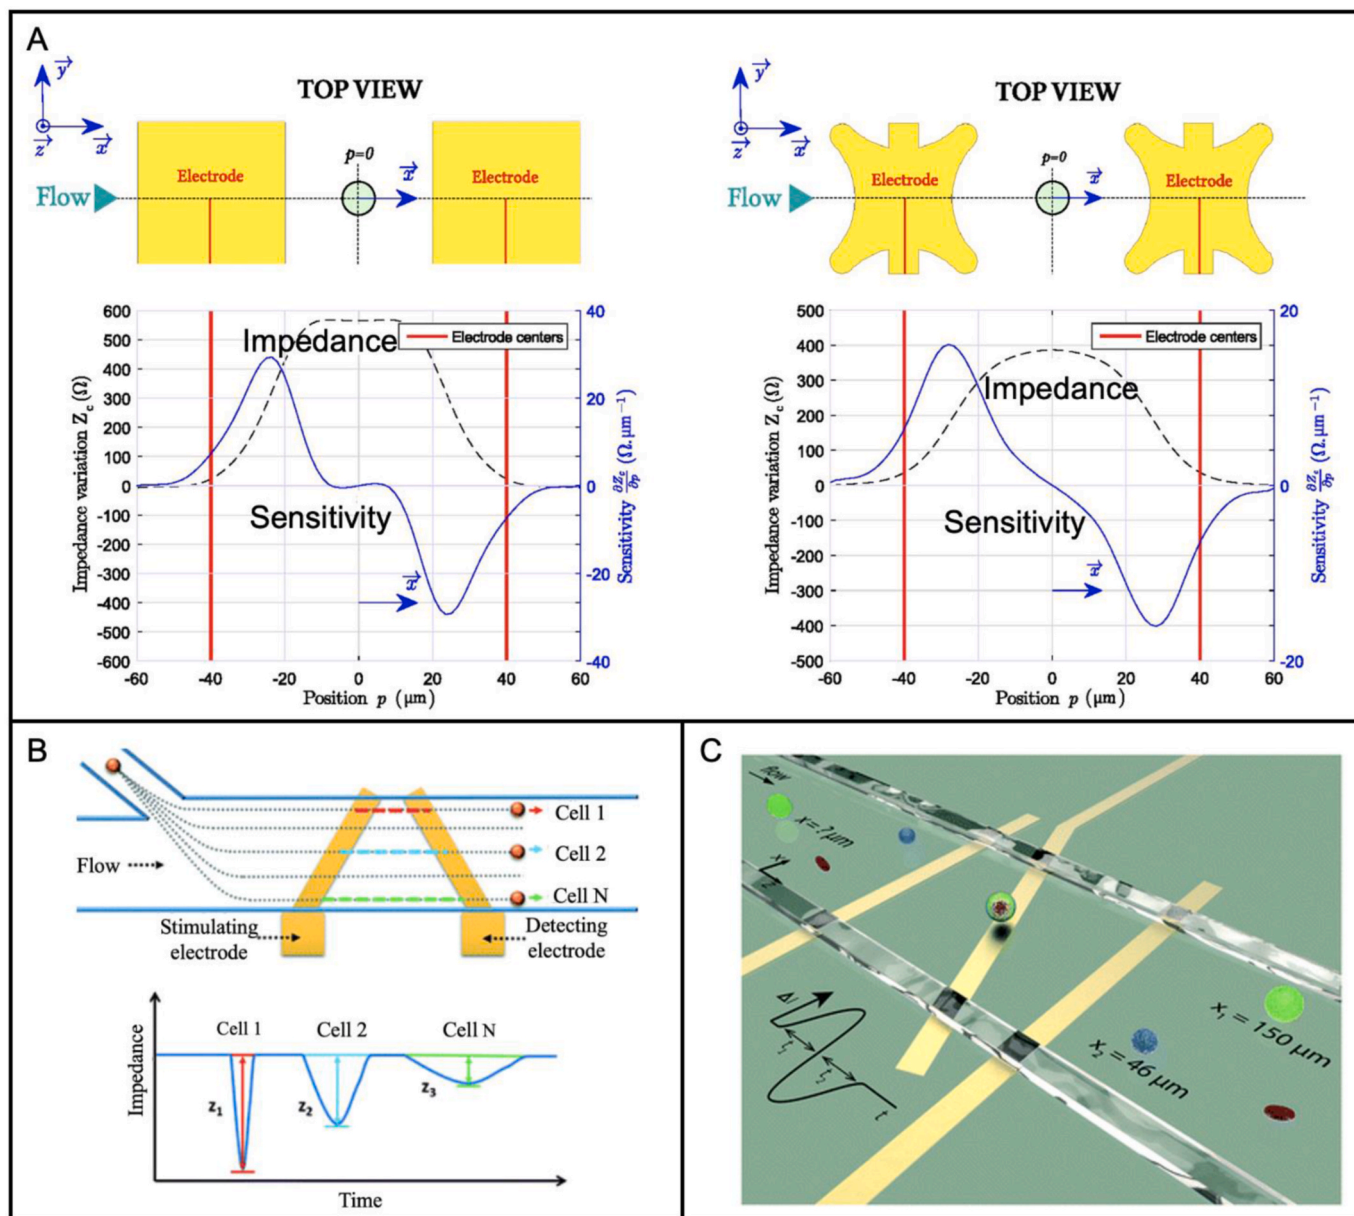 A
y
z
x
TOP VIEW
Electrode
p=0
x
Electrode
Flow
600
500
400
300
200
100
0
-100
-200
-300
-400
-500
-600
Impedance variation Z_c (Ω)
Impedance
Electrode centers
Sensitivity
x
40
20
0
-20
-40
Sensitivity ∂Z_c/∂p (Ω.μm⁻¹)
-60 -40 -20 0 20 40 60
Position p (μm)
y
z
x
TOP VIEW
Electrode
p=0
x
Electrode
Flow
500
400
300
200
100
0
-100
-200
-300
-400
-500
Impedance variation Z_c (Ω)
Electrode centers
Impedance
Sensitivity
x
20
0
-20
Sensitivity ∂Z_c/∂p (Ω.μm⁻¹)
-60 -40 -20 0 20 40 60
Position p (μm)
B
Cell 1
Cell 2
Cell N
Flow
Stimulating
electrode
Detecting
electrode
Impedance
Cell 1
Cell 2
Cell N
z₁
z₂
z₃
Time
C
flow
x=? μm
x
z
ΔI
t₁
t₂
t
x₁ = 150 μm
x₂ = 46 μm